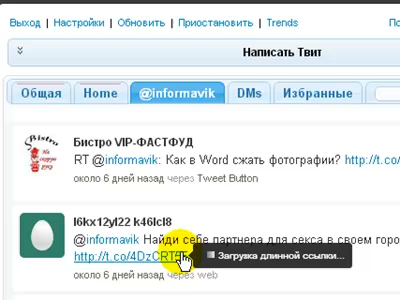 Выход | Настройки | Обновить | Приостановить | Trends
Написать Твит
Общая Home @informavik DMs Избранные
Бистро VIP-ФАСТФУД
RT @informavik: Как в Word сжать фотографии? http://t.co/
около 6 дней назад через Tweet Button
l6kx12yl22 k46lcl8
@informavik Найди себе партнера для секса в своем горо
http://t.co/4DzCRT
Загрузка длинной ссылки...
около 6 дней назад через web